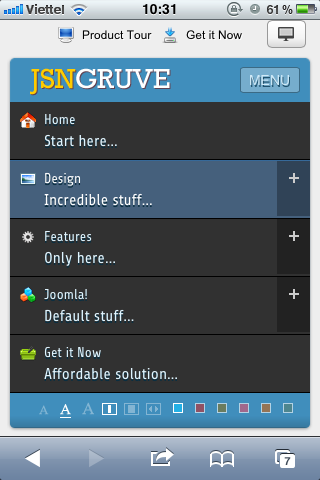 Viettel 10:31 61 %
Product Tour Get it Now
JSNGRUVE MENU
Home
Start here...
Design +
Incredible stuff...
Features +
Only here...
Joomla! +
Default stuff...
Get it Now
Affordable solution...
A A A
7